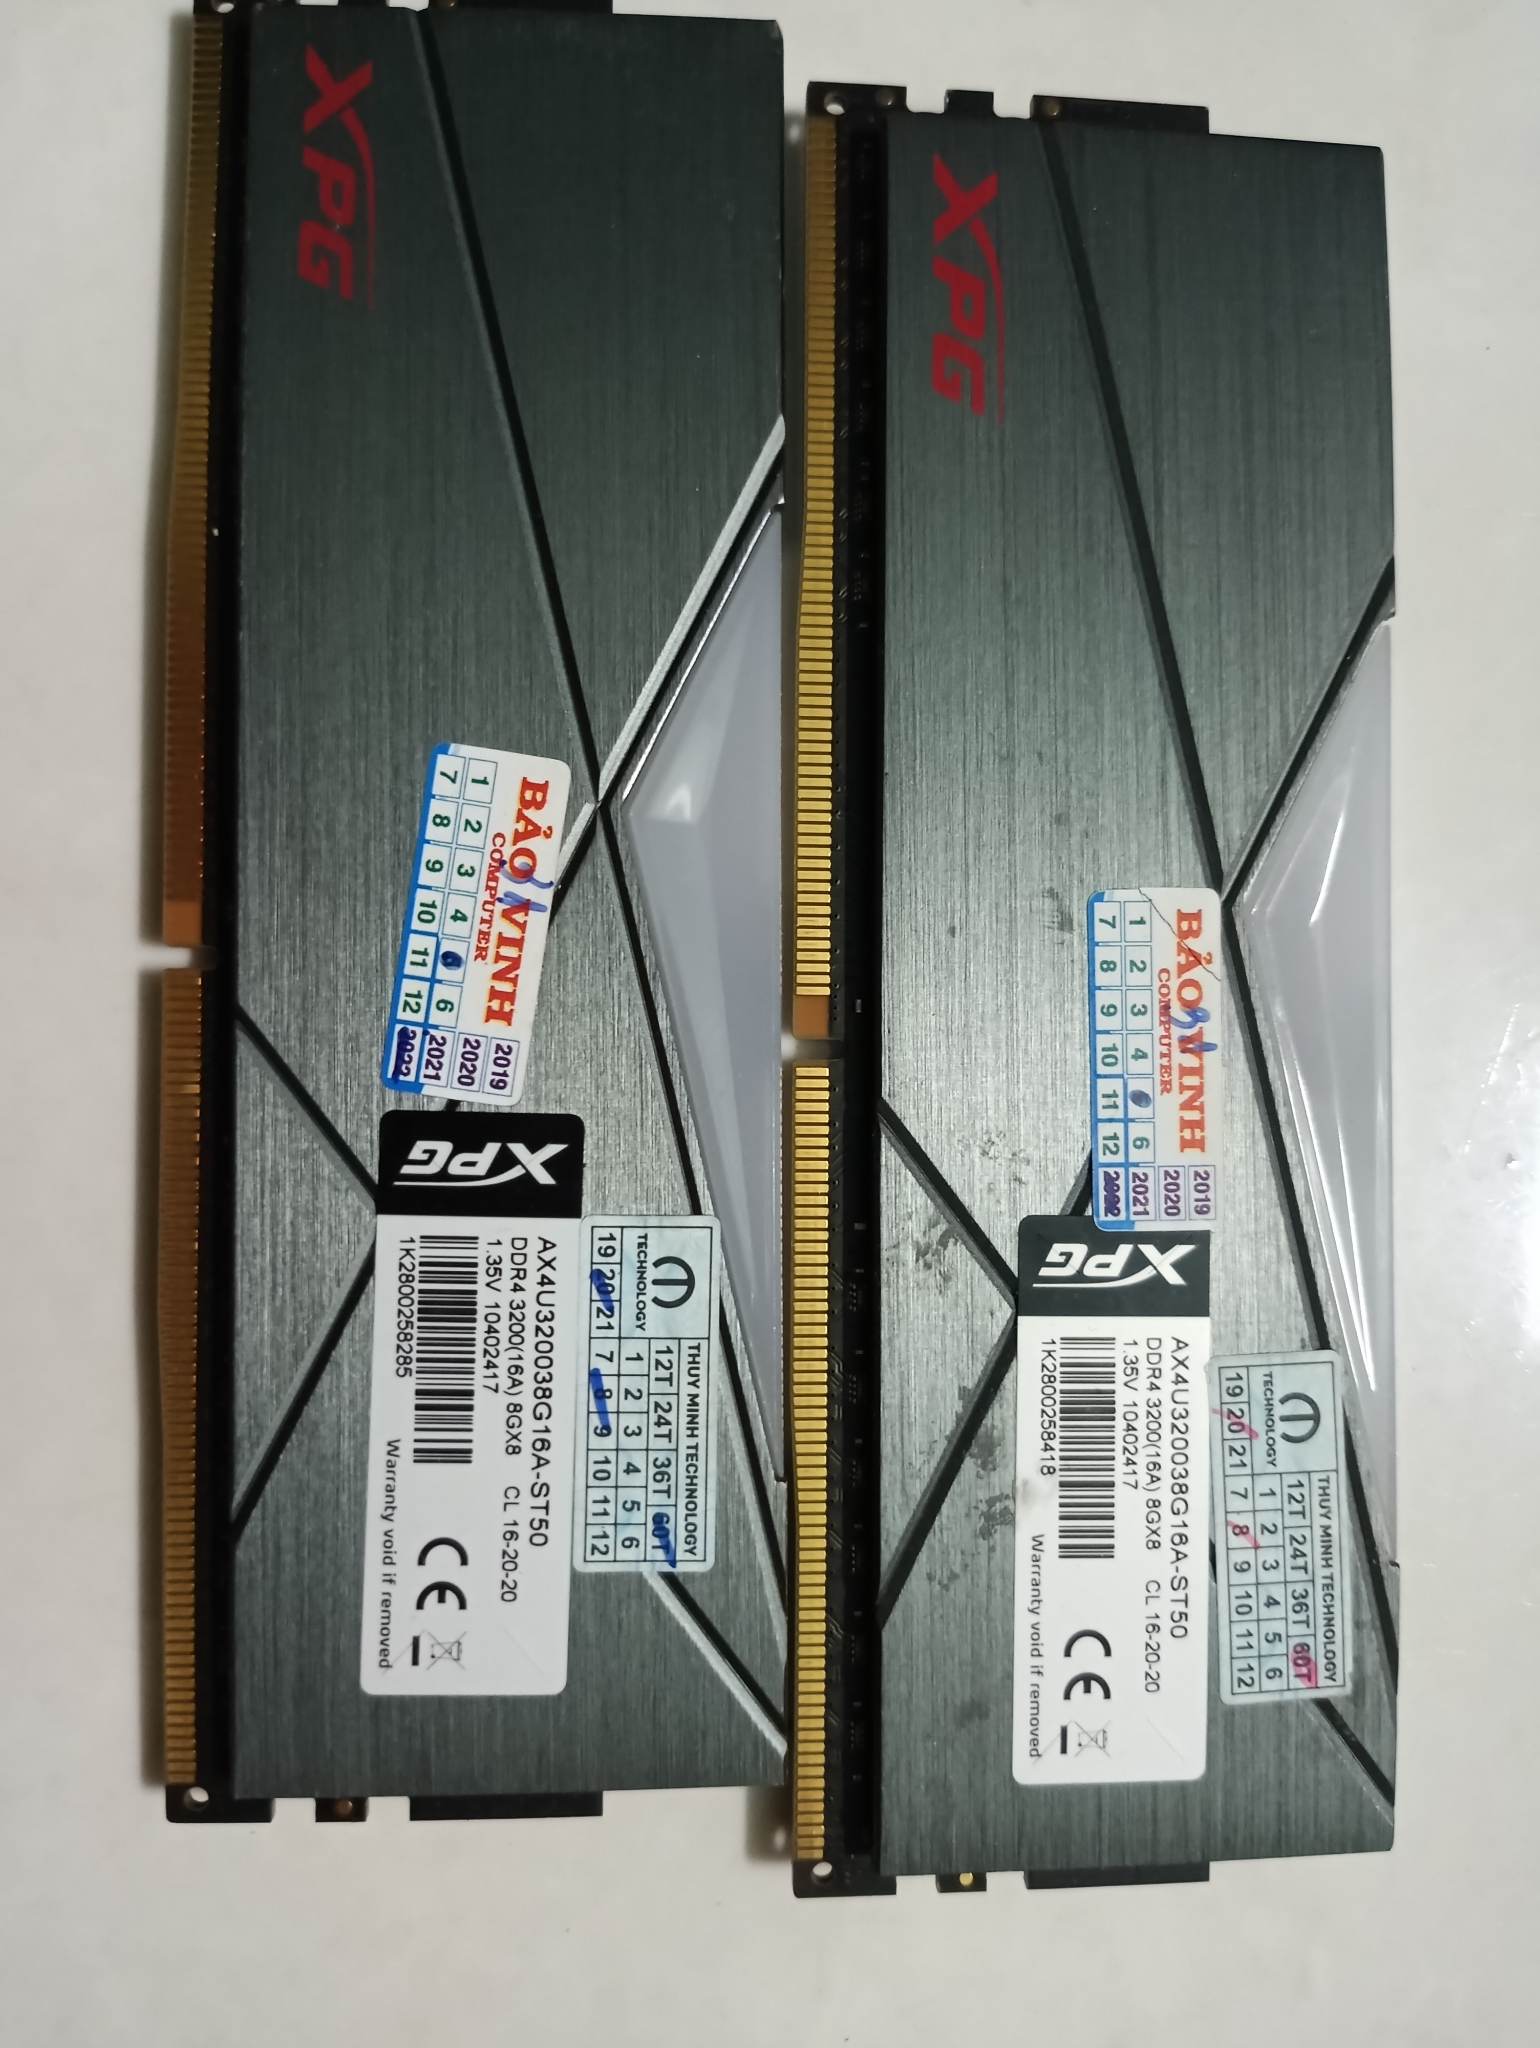 XPG
BẢO VINH
COMPUTER
1 2 3 4 6 2019
7 8 9 10 11 12 2020
2021
2022
XPG
AX4U320038G16A-ST50
DDR4 3200(16A) 8GX8 CL 16-20-20
1.35V 10402417
1K2800258285
Warranty void if removed
CE
THUY MINH TECHNOLOGY
TECHNOLOGY
12T 24T 36T 60T
1 2 3 4 5 6
19 20 21 7 8 9 10 11 12
XPG
BẢO VINH
COMPUTER
1 2 3 4 6 2019
7 8 9 10 11 12 2020
2021
2022
XPG
AX4U320038G16A-ST50
DDR4 3200(16A) 8GX8 CL 16-20-20
1.35V 10402417
1K2800258418
Warranty void if removed
CE
THUY MINH TECHNOLOGY
TECHNOLOGY
12T 24T 36T 60T
1 2 3 4 5 6
19 20 21 7 8 9 10 11 12